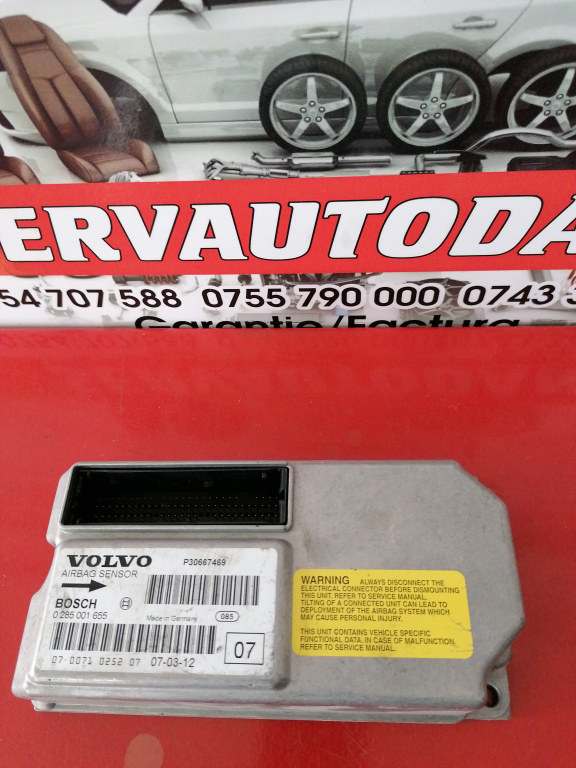 ERVAUTODA
54 707 588 0755 790 000 0743 3
Garantie/Factura
VOLVO
AIRBAG SENSOR
P30667469
BOSCH
0 285 001 655
Made in Germany
085
07 0071 0252 07 07-03-12
07
WARNING ALWAYS DISCONNECT THE
ELECTRICAL CONNECTOR BEFORE DISMOUNTING
THIS UNIT. REFER TO SERVICE MANUAL.
TILTING OF A CONNECTED UNIT CAN LEAD TO
DEPLOYMENT OF THE AIRBAG SYSTEM WHICH
MAY CAUSE PERSONAL INJURY.
THIS UNIT CONTAINS VEHICLE SPECIFIC
FUNCTIONAL DATA. IN CASE OF MALFUNCTION
REFER TO SERVICE MANUAL.